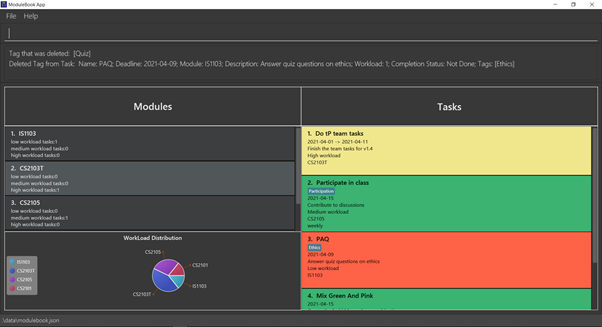 ModuleBook App
File Help
Tag that was deleted: [Quiz]
Deleted Tag from Task: Name: PAQ; Deadline: 2021-04-09; Module: IS1103; Description: Answer quiz questions on ethics; Workload: 1; Completion Status: Not Done; Tags: [Ethics]
Modules
1. IS1103
low workload tasks:1
medium workload tasks:0
high workload tasks:0
2. CS2103T
low workload tasks:0
medium workload tasks:0
high workload tasks:1
3. CS2105
low workload tasks:0
medium workload tasks:1
high workload tasks:0
WorkLoad Distribution
IS1103
CS2103T
CS2105
CS2101
CS2105
CS2101
IS1103
CS2103T
Tasks
1. Do tP team tasks
2021-04-01 -> 2021-04-11
Finish the team tasks for v1.4
High workload
CS2103T
2. Participate in class
Participation
2021-04-15
Contribute to discussions
Medium workload
CS2105
weekly
3. PAQ
Ethics
2021-04-09
Answer quiz questions on ethics
Low workload
IS1103
4. Mix Green And Pink
2021-04-15
\data\modulebook.json